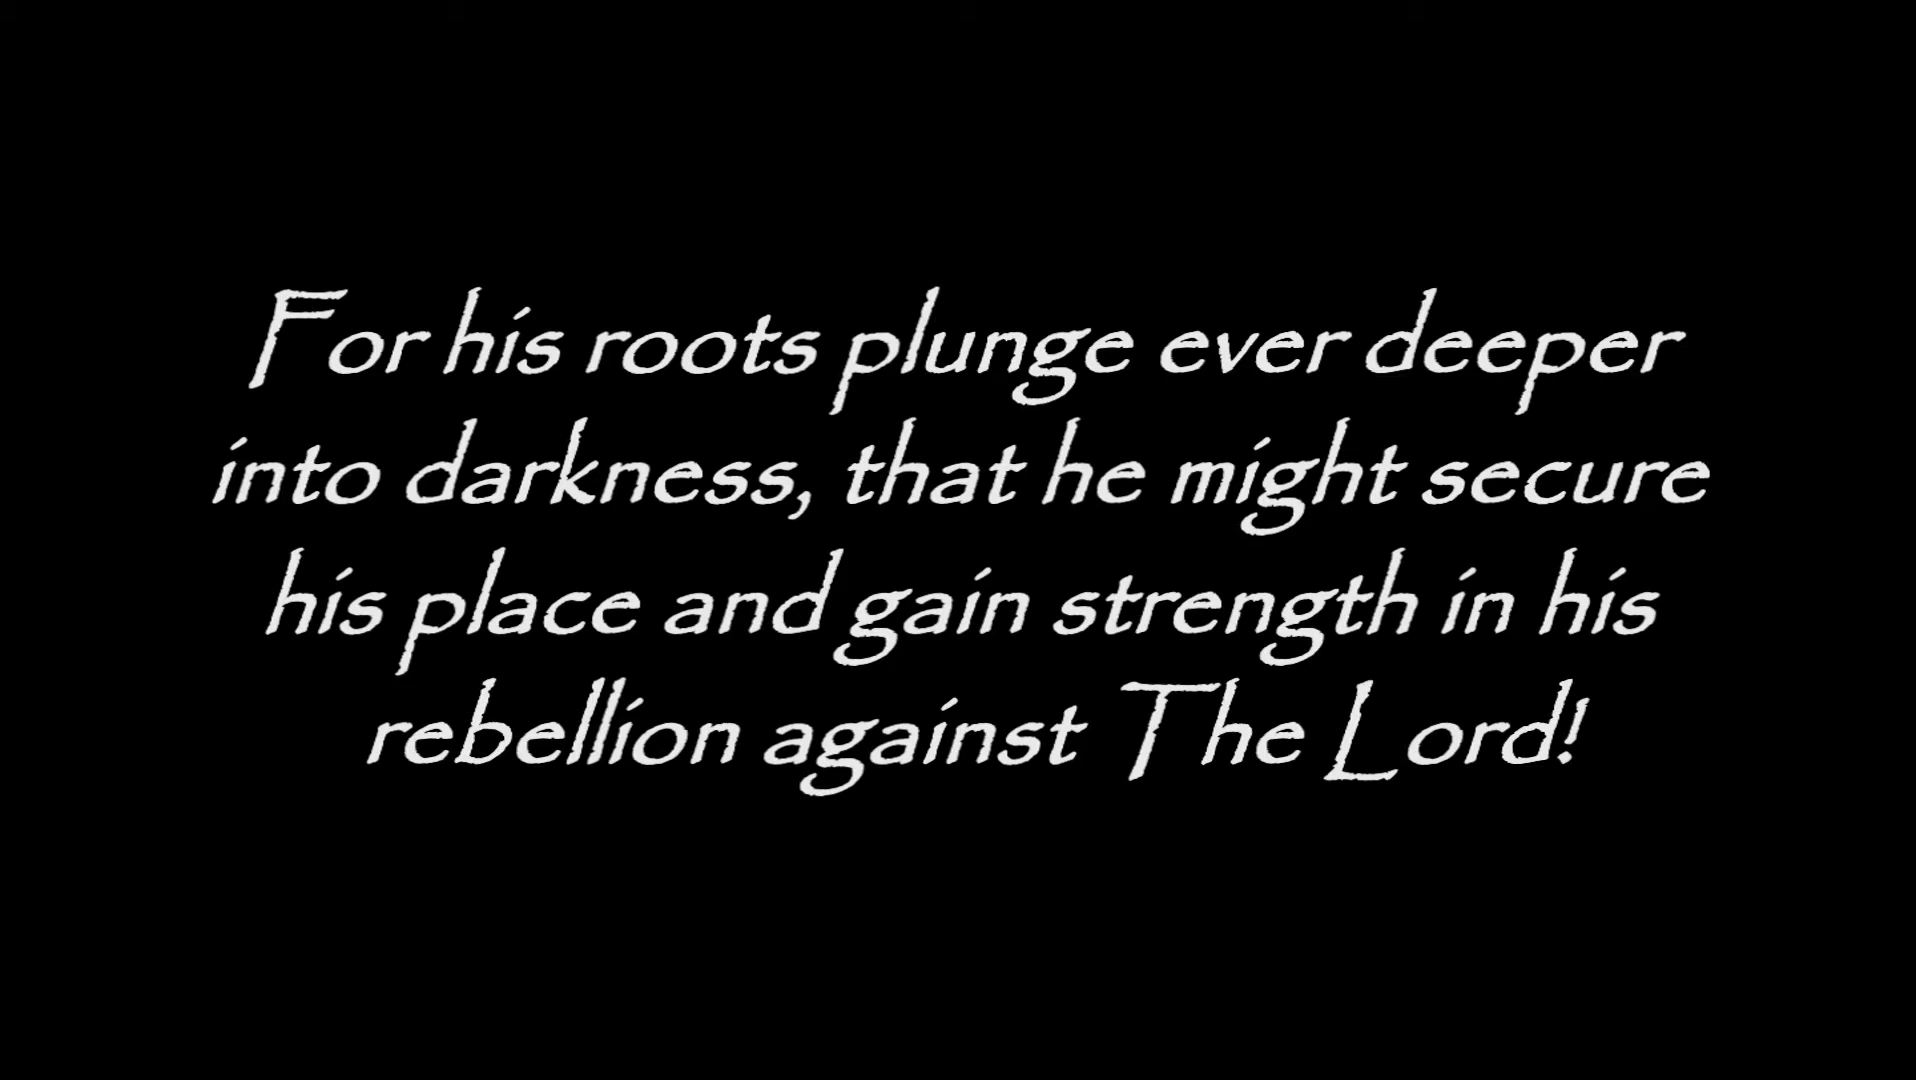 For his roots plunge ever deeper
into darkness, that he might secure
his place and gain strength in his
rebellion against The Lord!